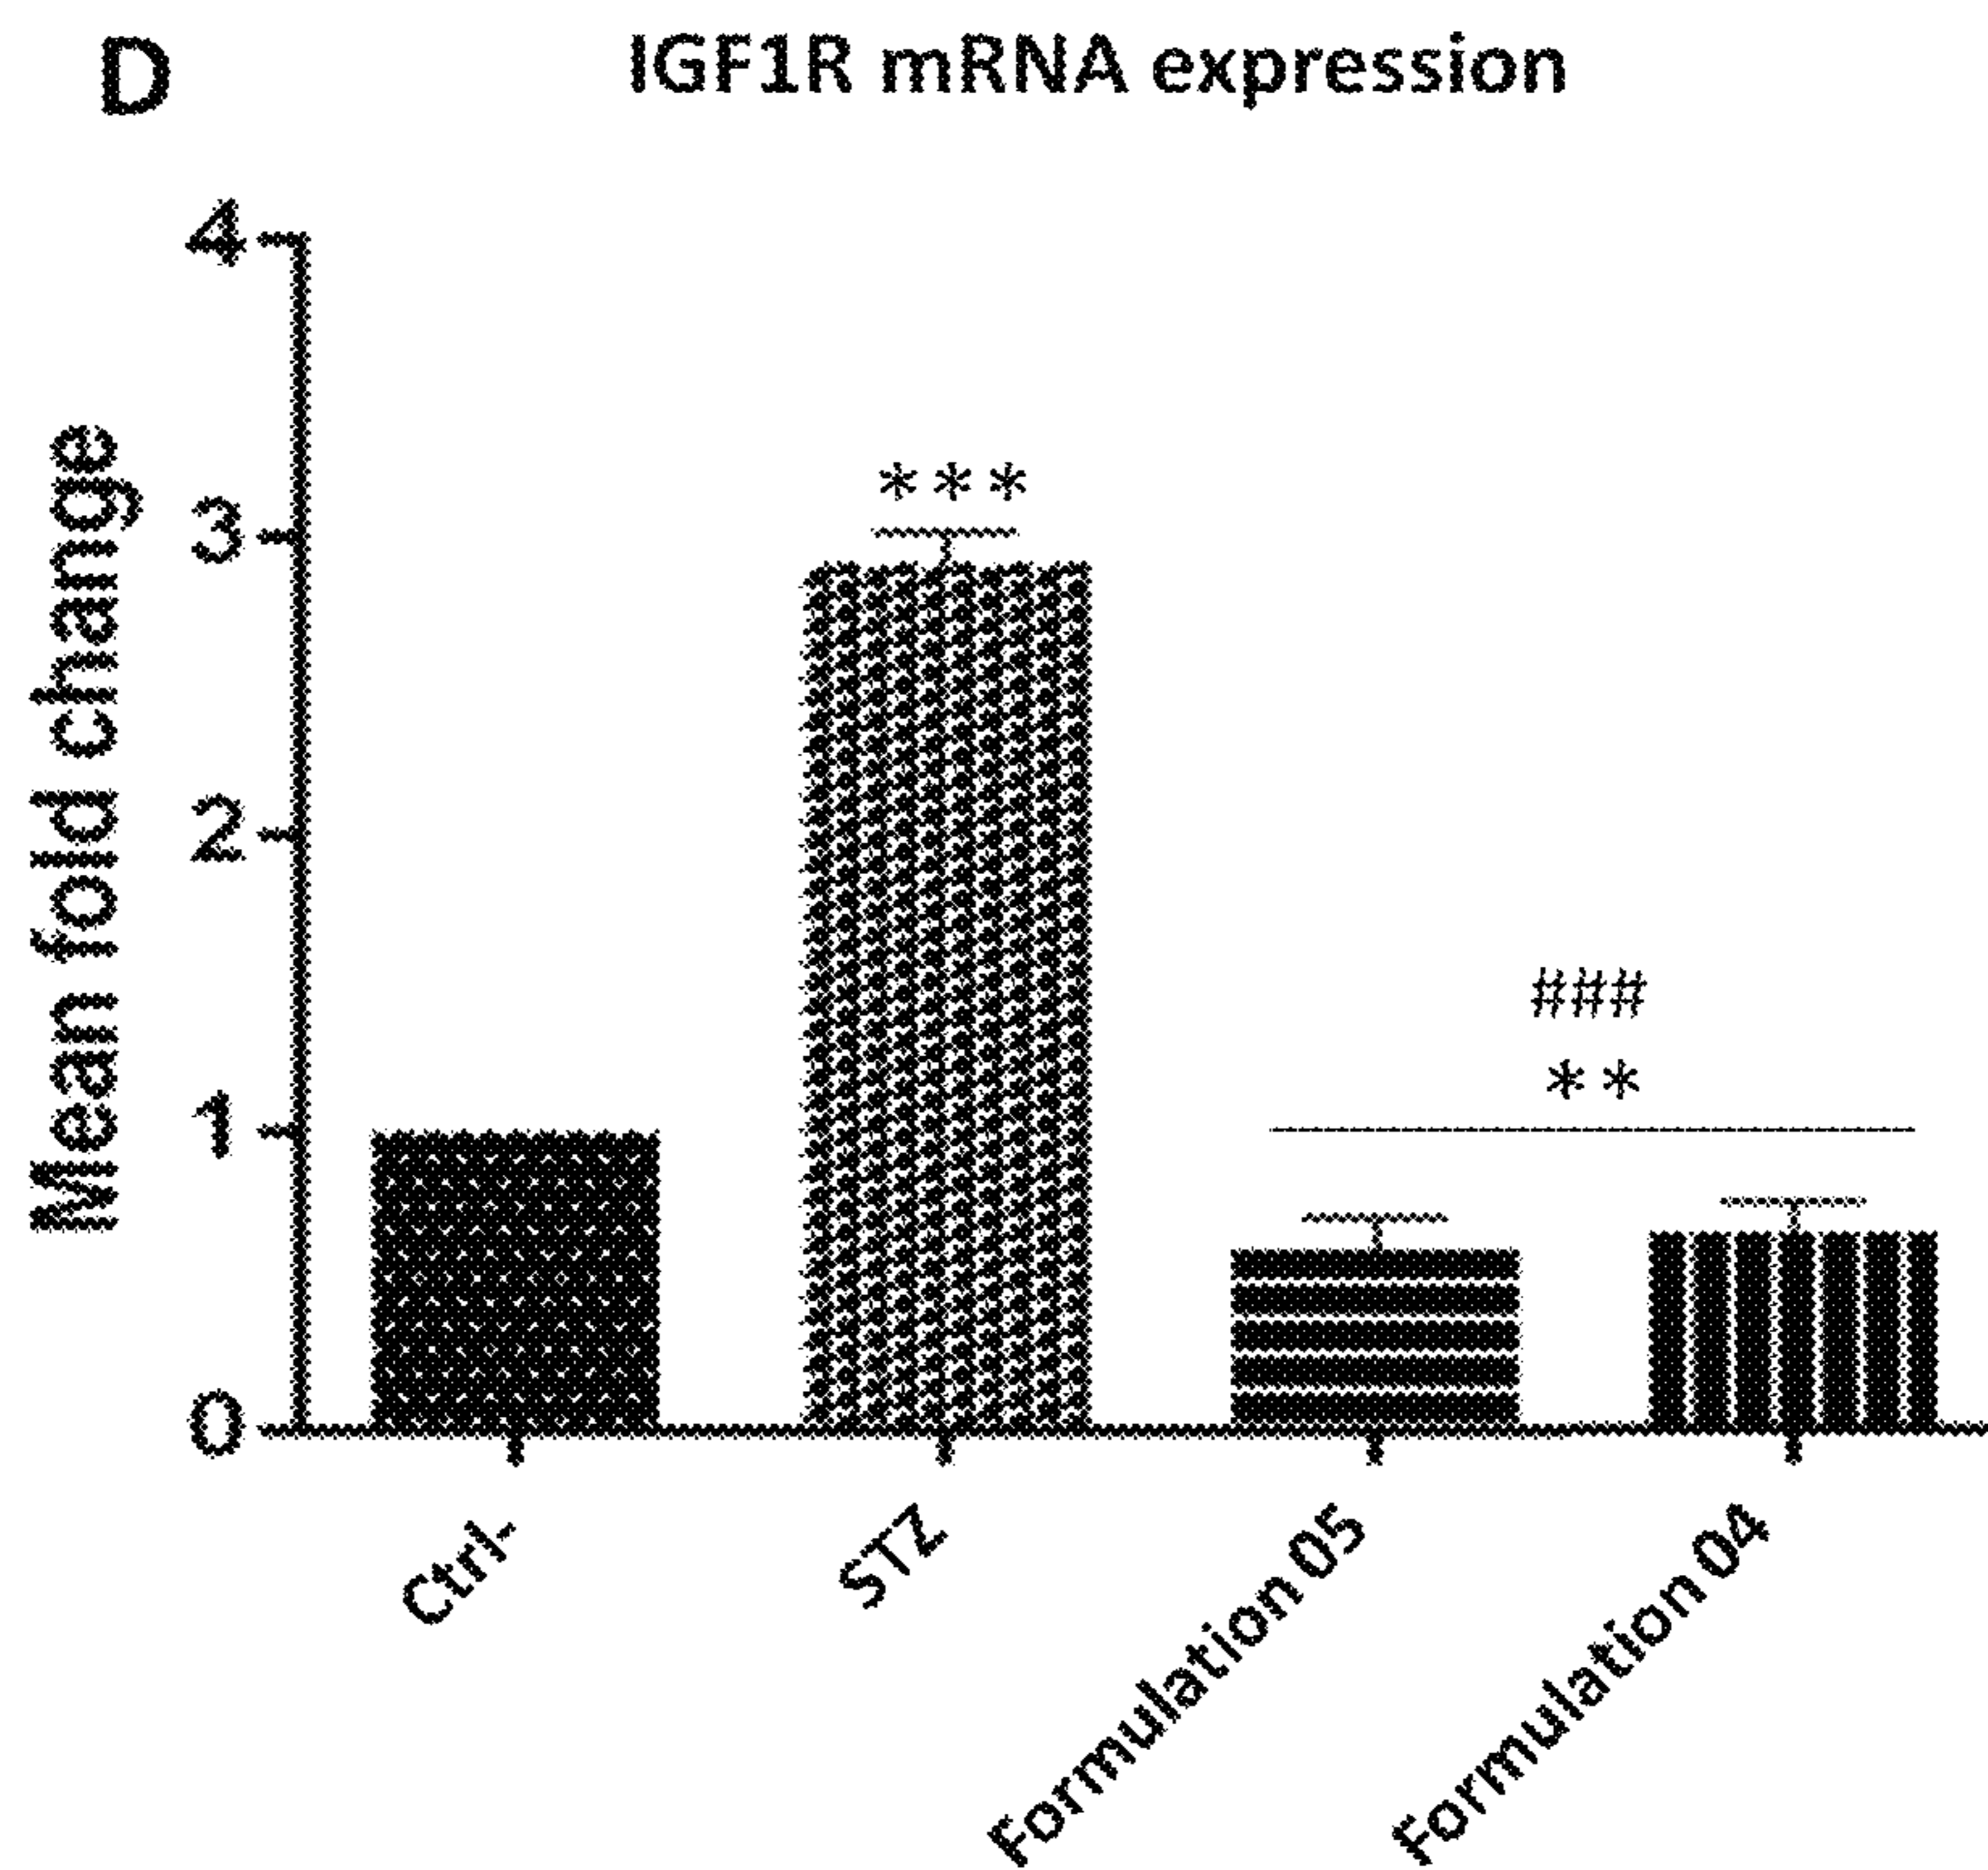 D
IGF1R mRNA expression
Mean fold change
4
3
2
1
0
***
###
**
Ctrl-
STZ
Formulation 05
Formulation 04